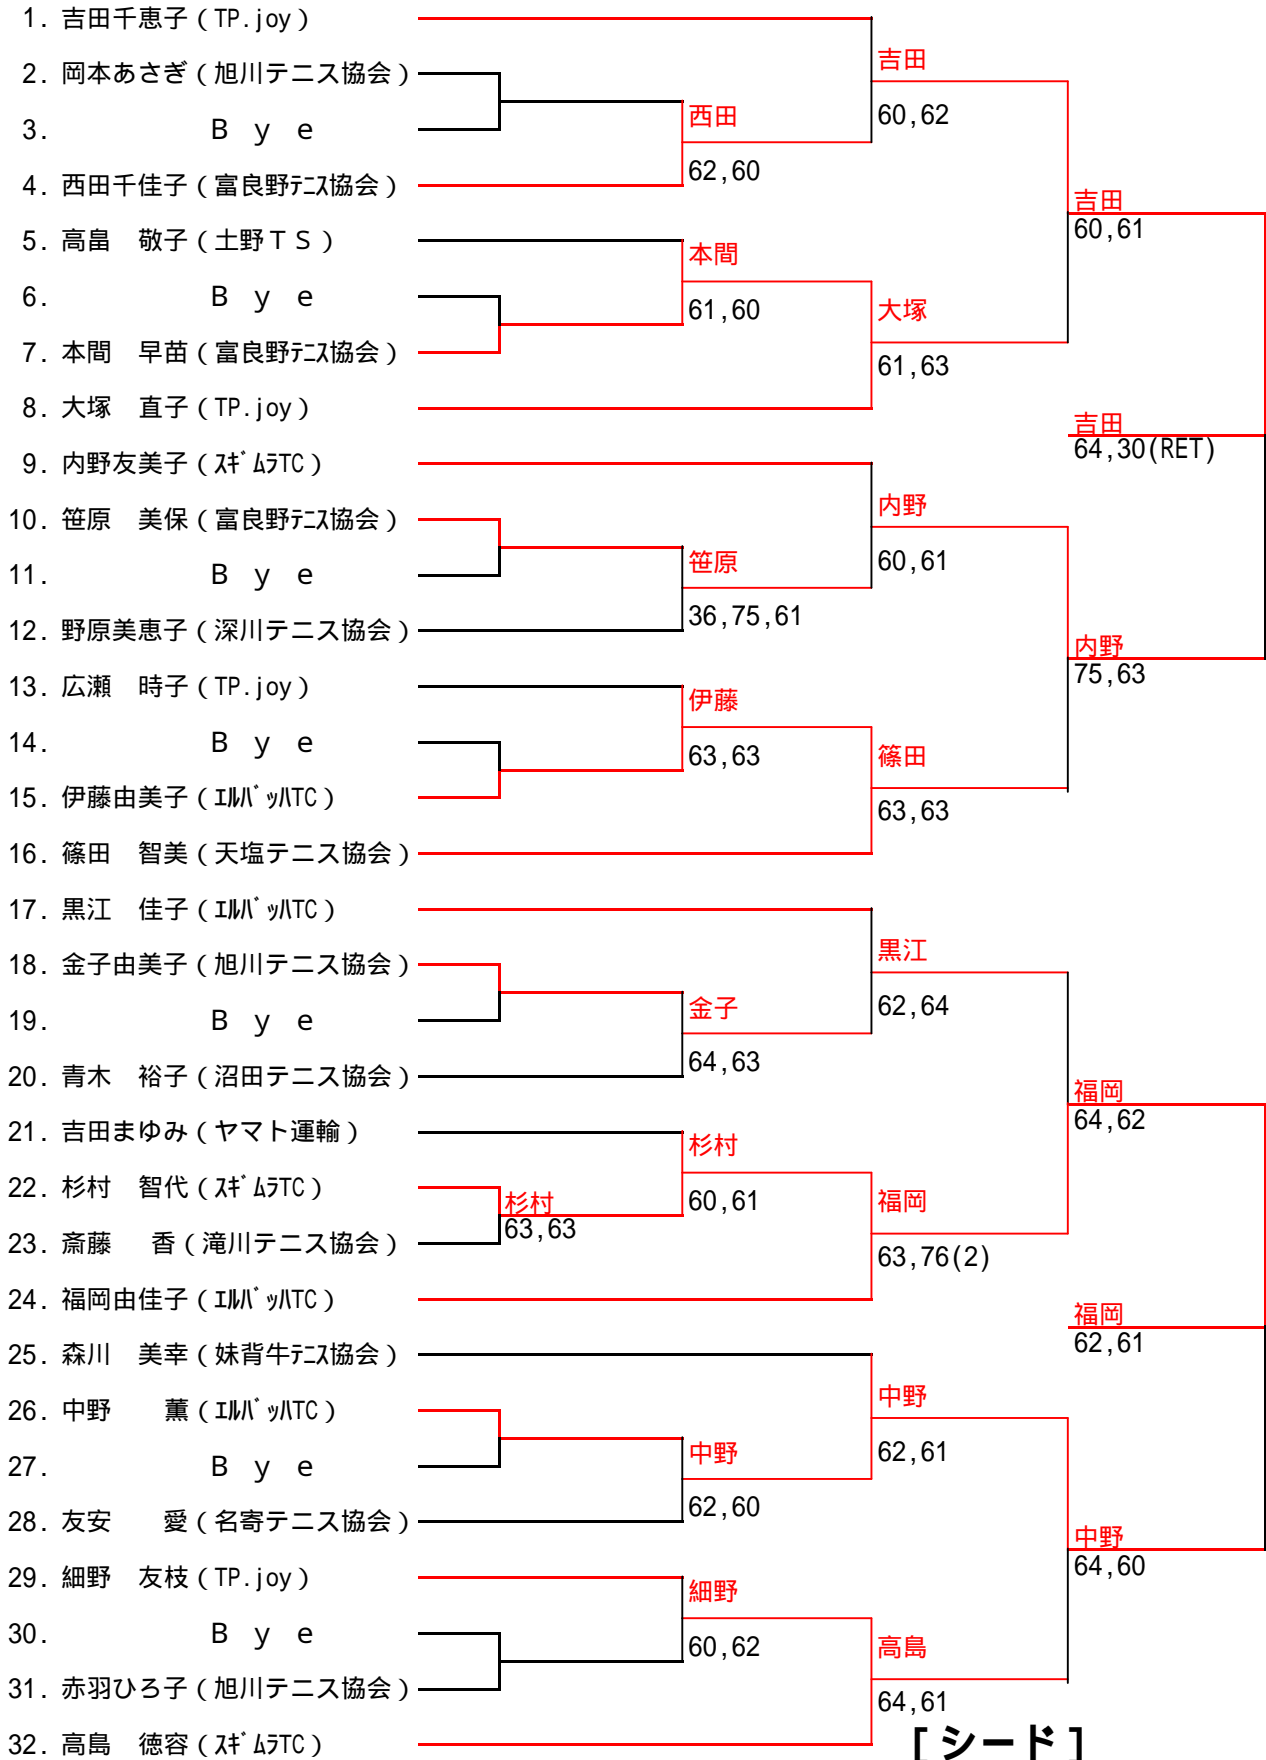 1. 吉田千恵子(TP.joy)
吉田
2. 岡本あさぎ(旭川テニス協会)
西田
60,62
3. Bye
62,60
4. 西田千佳子(富良野ﾃﾆｽ協会)
吉田
60,61
5. 高畠 敬子(土野TS)
本間
6. Bye
61,60
大塚
7. 本間 早苗(富良野ﾃﾆｽ協会)
61,63
8. 大塚 直子(TP.joy)
吉田
64,30(RET)
9. 内野友美子(ｽｷﾞﾑﾗTC)
内野
10. 笹原 美保(富良野ﾃﾆｽ協会)
笹原
60,61
11. Bye
36,75,61
12. 野原美恵子(深川テニス協会)
内野
75,63
13. 広瀬 時子(TP.joy)
伊藤
14. Bye
63,63
篠田
15. 伊藤由美子(ｴﾙﾊﾞｯﾊTC)
63,63
16. 篠田 智美(天塩テニス協会)
17. 黒江 佳子(ｴﾙﾊﾞｯﾊTC)
黒江
18. 金子由美子(旭川テニス協会)
金子
62,64
19. Bye
64,63
20. 青木 裕子(沼田テニス協会)
福岡
64,62
21. 吉田まゆみ(ヤマト運輸)
杉村
22. 杉村 智代(ｽｷﾞﾑﾗTC)
杉村
60,61
福岡
63,63
23. 斎藤 香(滝川テニス協会)
63,76(2)
24. 福岡由佳子(ｴﾙﾊﾞｯﾊTC)
福岡
62,61
25. 森川 美幸(妹背牛ﾃﾆｽ協会)
中野
26. 中野 薫(ｴﾙﾊﾞｯﾊTC)
中野
62,61
27. Bye
62,60
28. 友安 愛(名寄テニス協会)
中野
64,60
29. 細野 友枝(TP.joy)
細野
30. Bye
60,62
高島
31. 赤羽ひろ子(旭川テニス協会)
64,61
32. 高島 徳容(ｽｷﾞﾑﾗTC)
[シード]